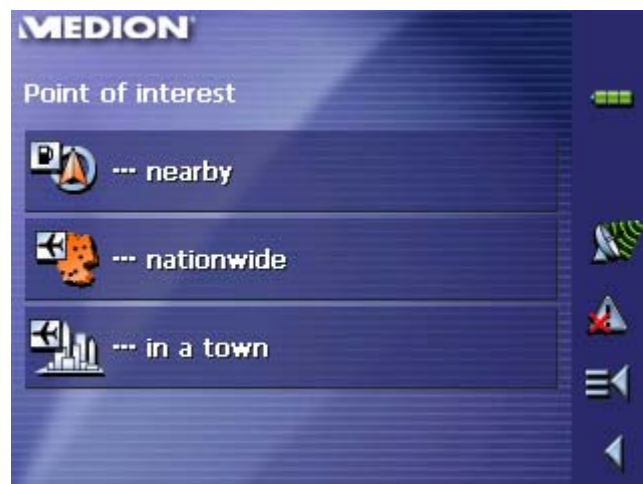 MEDION
Point of interest
--- nearby
--- nationwide
--- in a town